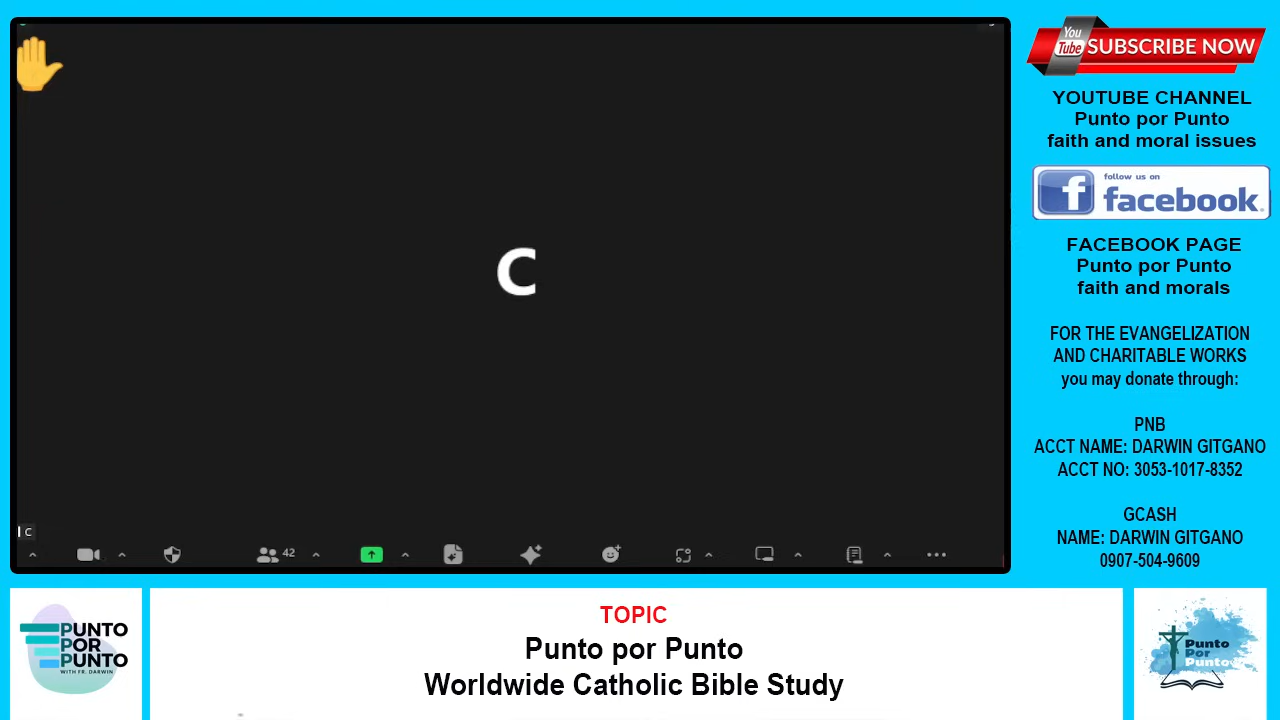 C
C
42
You
Tube
SUBSCRIBE NOW
YOUTUBE CHANNEL
Punto por Punto
faith and moral issues
follow us on
facebook.
FACEBOOK PAGE
Punto por Punto
faith and morals
FOR THE EVANGELIZATION
AND CHARITABLE WORKS
you may donate through:
PNB
ACCT NAME: DARWIN GITGANO
ACCT NO: 3053-1017-8352
GCASH
NAME: DARWIN GITGANO
0907-504-9609
PUNTO
POR
PUNTO
WITH FR. DARWIN
TOPIC
Punto por Punto
Worldwide Catholic Bible Study
Punto
Por
Punto